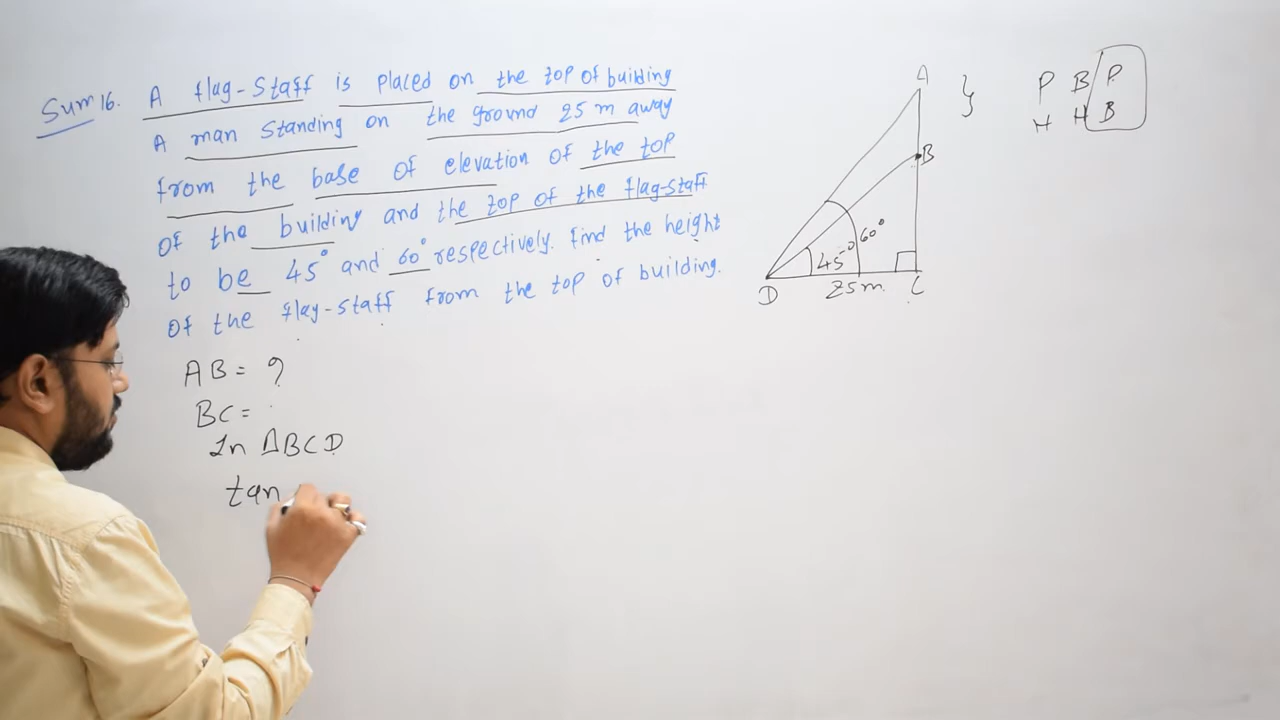 Sum 16. A flag-staff is placed on the top of building
A man standing on the ground 25 m away
from the base of elevation of the top
of the building and the top of the flag-staff
to be 45° and 60° respectively. Find the height
of the flag-staff from the top of building.
AB = ?
BC =
In ΔBCD
tan
A }
B
45° 60°
D 25m C
P B P
H H B